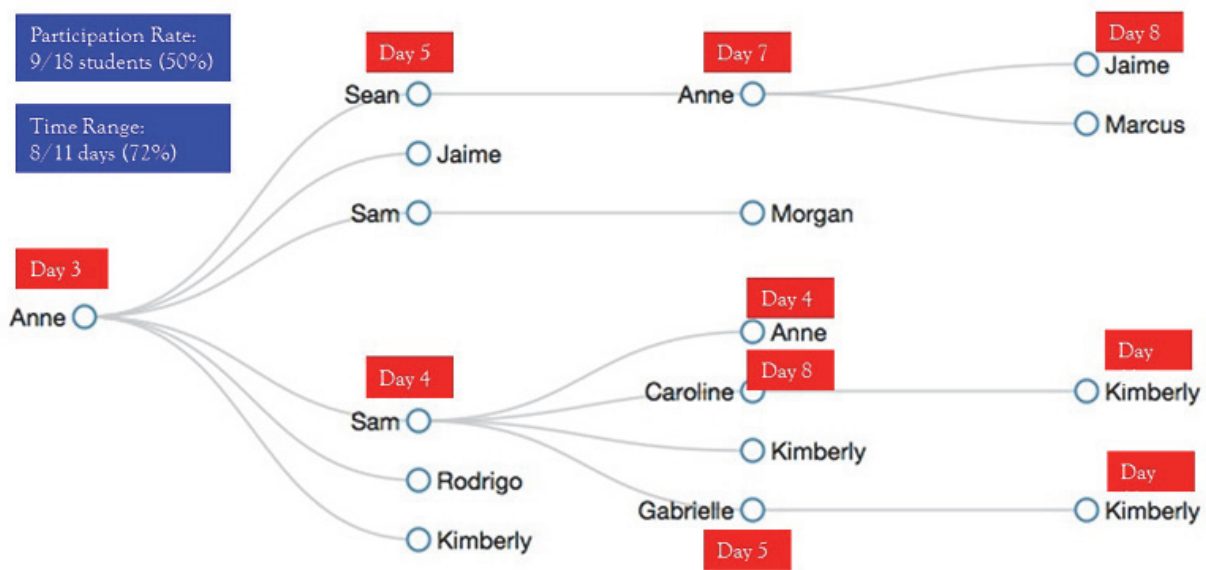 Participation Rate:
9/18 students (50%)
Time Range:
8/11 days (72%)
Day 3
Anne
Day 5
Sean
Jaime
Sam
Day 4
Sam
Rodrigo
Kimberly
Day 7
Anne
Morgan
Day 4
Anne
Day 8
Caroline
Kimberly
Gabrielle
Day 5
Day 8
Jaime
Marcus
Day
Kimberly
Day
Kimberly